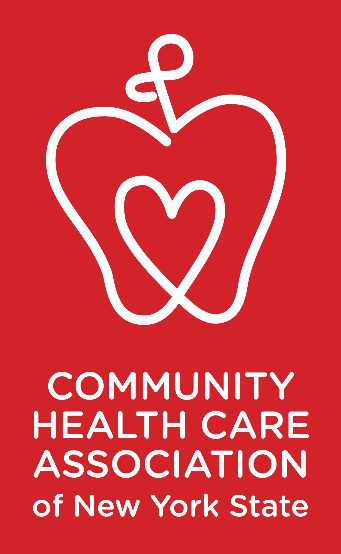 COMMUNITY
HEALTH CARE
ASSOCIATION
of New York State